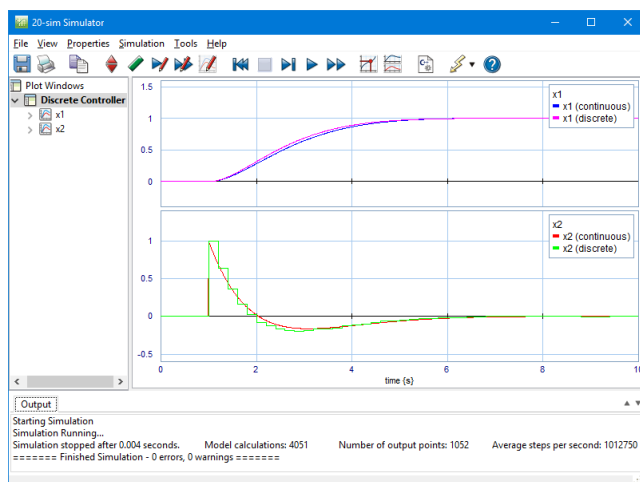 20-sim Simulator
File View Properties Simulation Tools Help
Plot Windows
Discrete Controller
x1
x2
1.5
1
0.5
0
x1
x1 (continuous)
x1 (discrete)
1
0.5
0
-0.5
x2
x2 (continuous)
x2 (discrete)
0 2 4 6 8 10
time {s}
Output
Starting Simulation
Simulation Running...
Simulation stopped after 0.004 seconds. Model calculations: 4051 Number of output points: 1052 Average steps per second: 1012750
======= Finished Simulation - 0 errors, 0 warnings =======